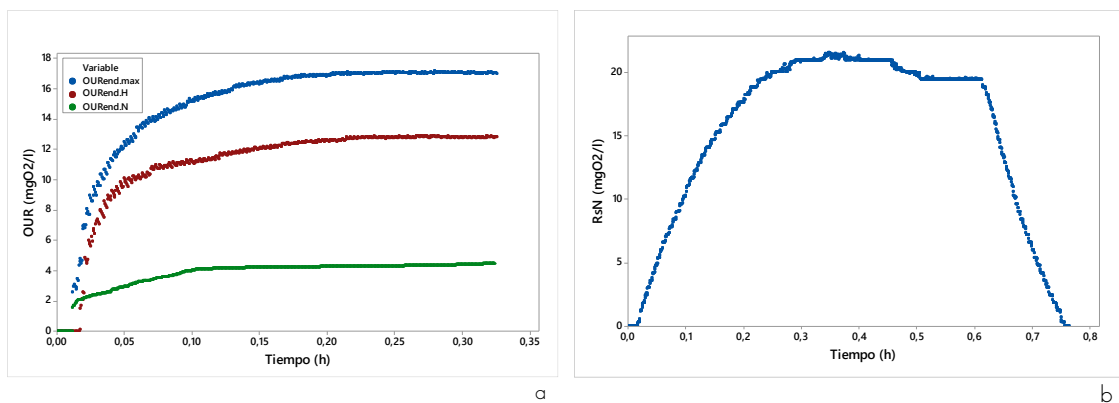 18
16
14
12
10
8
6
4
2
0
OUR (mgO2/l)
Variable
OURend.max
OURend.H
OURend.N
0,00 0,05 0,10 0,15 0,20 0,25 0,30 0,35
Tiempo (h)
a
20
15
10
5
0
RsN (mgO2/l)
0,0 0,1 0,2 0,3 0,4 0,5 0,6 0,7 0,8
Tiempo (h)
b